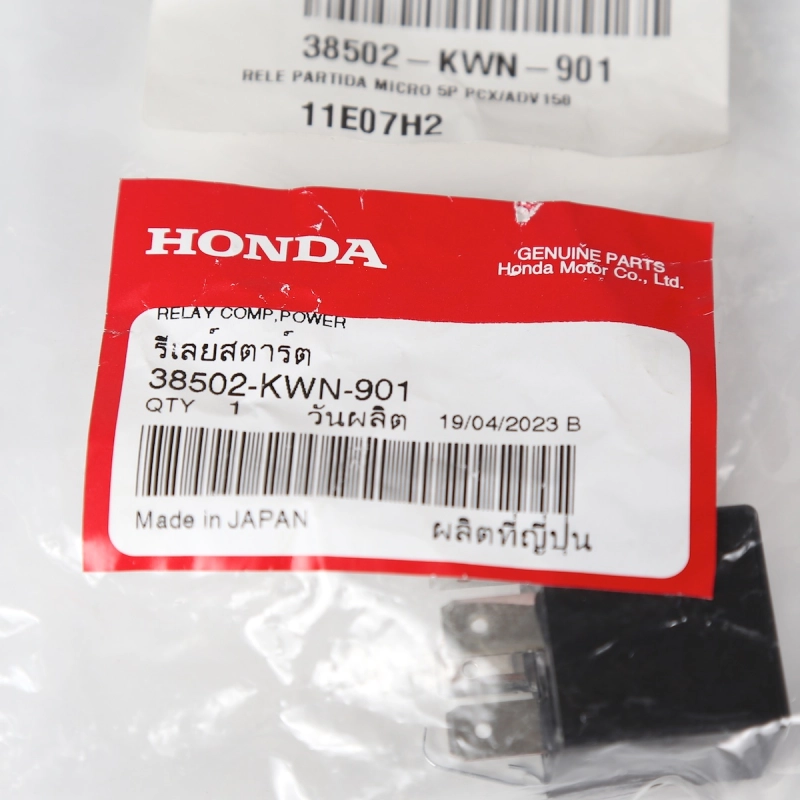 38502-KWN-901
RELE PARTIDA MICRO 5P PCX/ADV150
11E07H2
HONDA
GENUINE PARTS
Honda Motor Co., Ltd.
RELAY COMP,POWER
รีเลย์สตาร์ต
38502-KWN-901
QTY 1 วันผลิต 19/04/2023 B
Made in JAPAN ผลิตที่ญี่ปุ่น